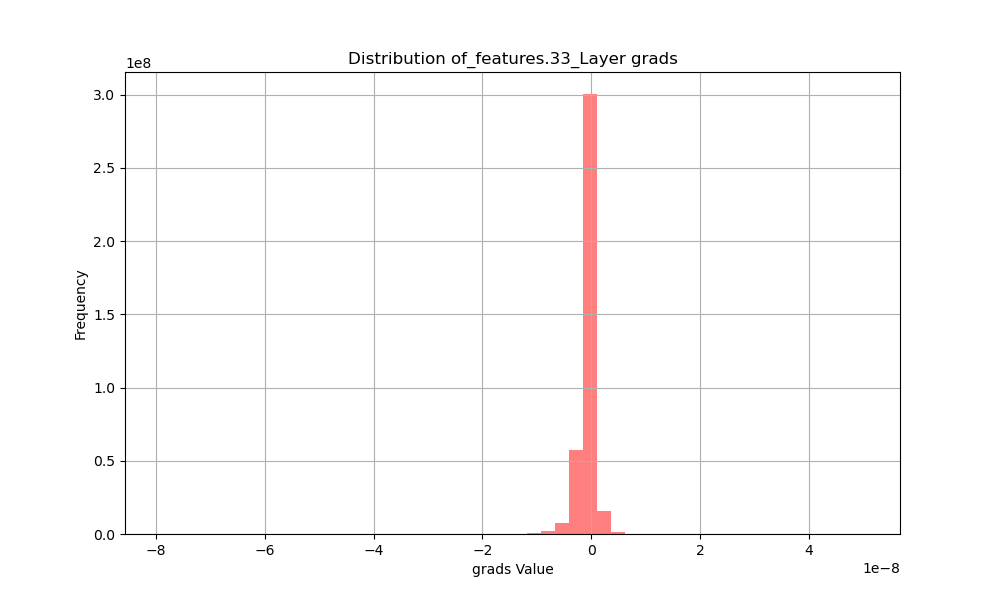 Distribution of_features.33_Layer grads
1e8
3.0
2.5
2.0
1.5
1.0
0.5
0.0
Frequency
−8 −6 −4 −2 0 2 4
1e−8
grads Value